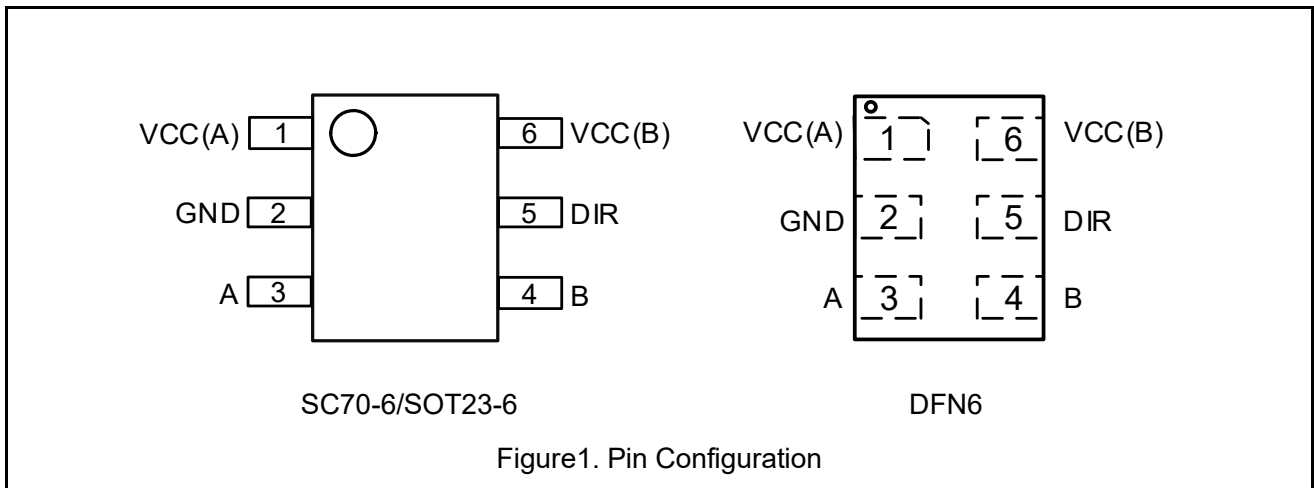 VCC(A) 1 6 VCC(B)
GND 2 5 DIR
A 3 4 B
SC70-6/SOT23-6
VCC(A) 1 6 VCC(B)
GND 2 5 DIR
A 3 4 B
DFN6
Figure1. Pin Configuration